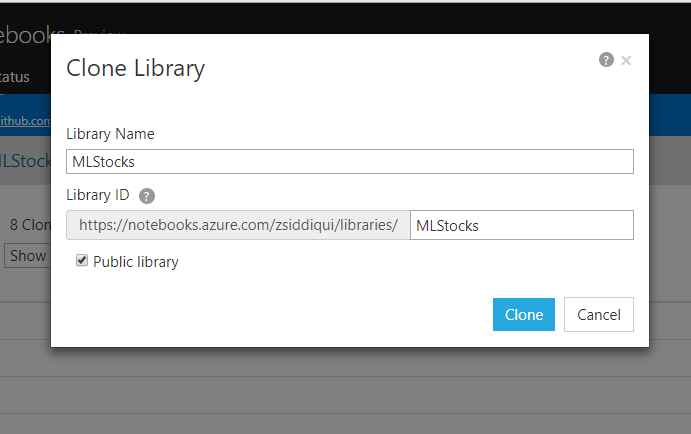 ebooks Preview
Clone Library
? ×
tatus
ithub.com
Library Name
MLStocks
MLStock
Library ID ?
https://notebooks.azure.com/zsiddiqui/libraries/ MLStocks
8 Clon
Show
Public library
Clone Cancel